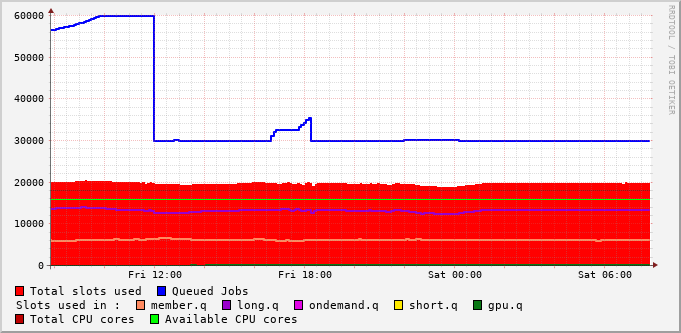 60000
50000
40000
30000
20000
10000
0
Fri 12:00 Fri 18:00 Sat 00:00 Sat 06:00
RRDTOOL / TOBI OETIKER
Total slots used Queued Jobs
Slots used in : member.q long.q ondemand.q short.q gpu.q
Total CPU cores Available CPU cores